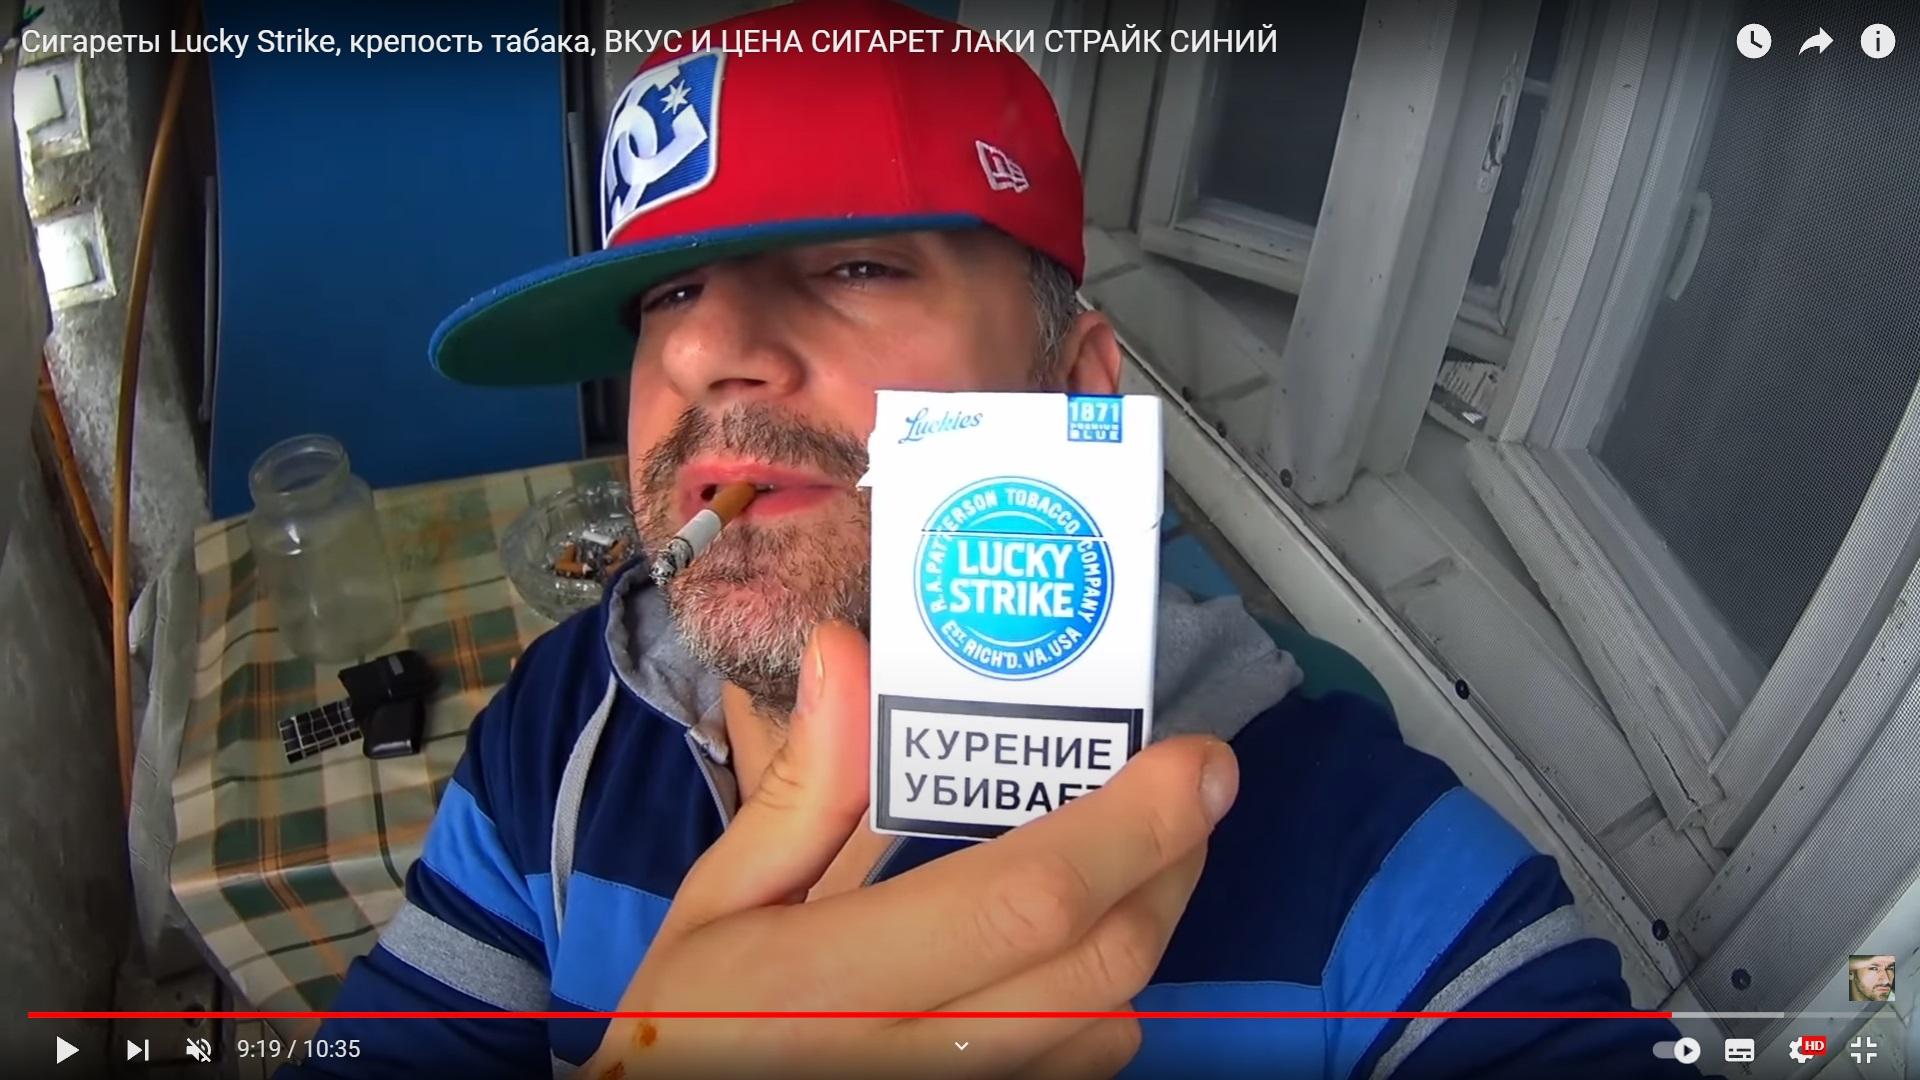 Сигареты Lucky Strike, крепость табака, ВКУС И ЦЕНА СИГАРЕТ ЛАКИ СТРАЙК СИНИЙ
DC
Luckies
1871
PREMIUM
BLUE
R.A. PATTERSON TOBACCO COMPANY
LUCKY
STRIKE
EST. RICH'D. VA. USA
КУРЕНИЕ
УБИВАЕТ
9:19 / 10:35
HD